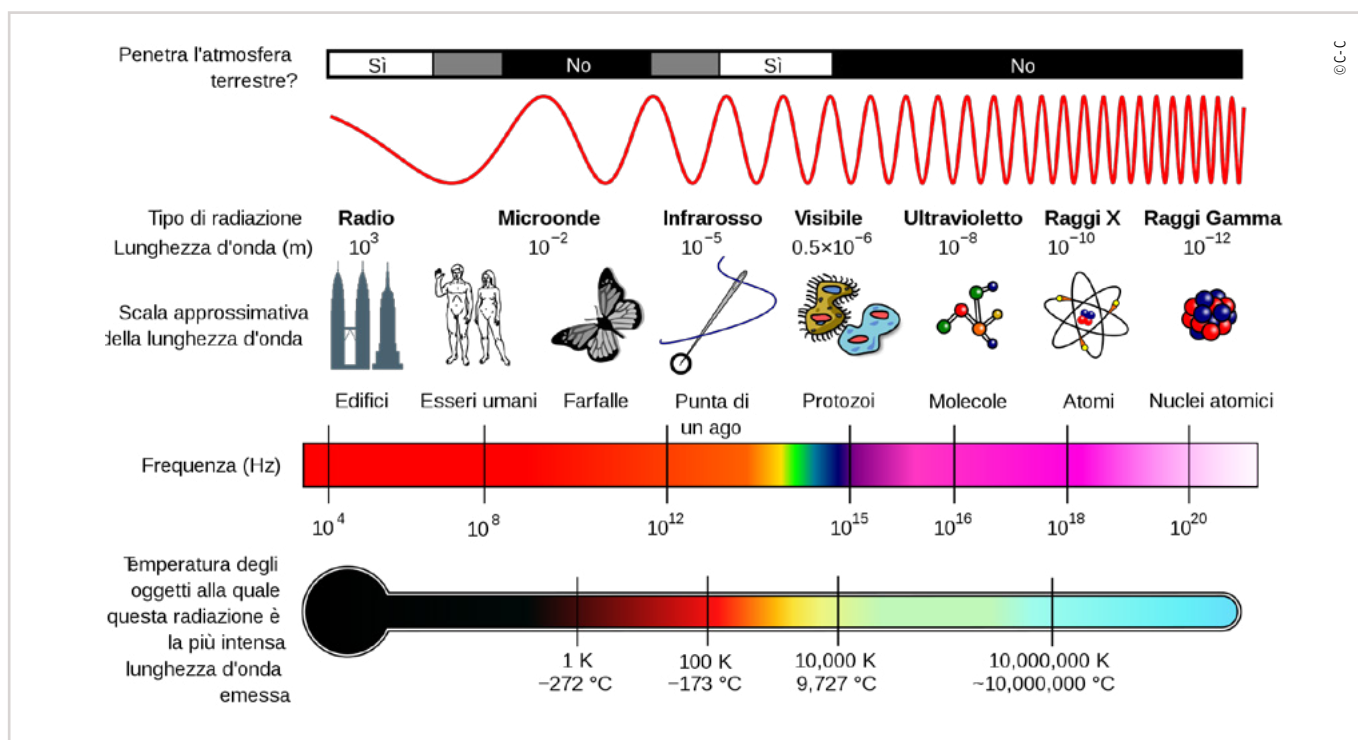 Penetra l'atmosfera
terrestre?
Sì
No
Sì
No
©C-C
Tipo di radiazione
Radio
Microonde
Infrarosso
Visibile
Ultravioletto
Raggi X
Raggi Gamma
Lunghezza d'onda (m)
10³
10⁻²
10⁻⁵
0.5×10⁻⁶
10⁻⁸
10⁻¹⁰
10⁻¹²
Scala approssimativa
della lunghezza d'onda
Edifici
Esseri umani
Farfalle
Punta di
un ago
Protozoi
Molecole
Atomi
Nuclei atomici
Frequenza (Hz)
10⁴
10⁸
10¹²
10¹⁵
10¹⁶
10¹⁸
10²⁰
Temperatura degli
oggetti alla quale
questa radiazione è
la più intensa
lunghezza d'onda
emessa
1 K
−272 °C
100 K
−173 °C
10,000 K
9,727 °C
10,000,000 K
~10,000,000 °C